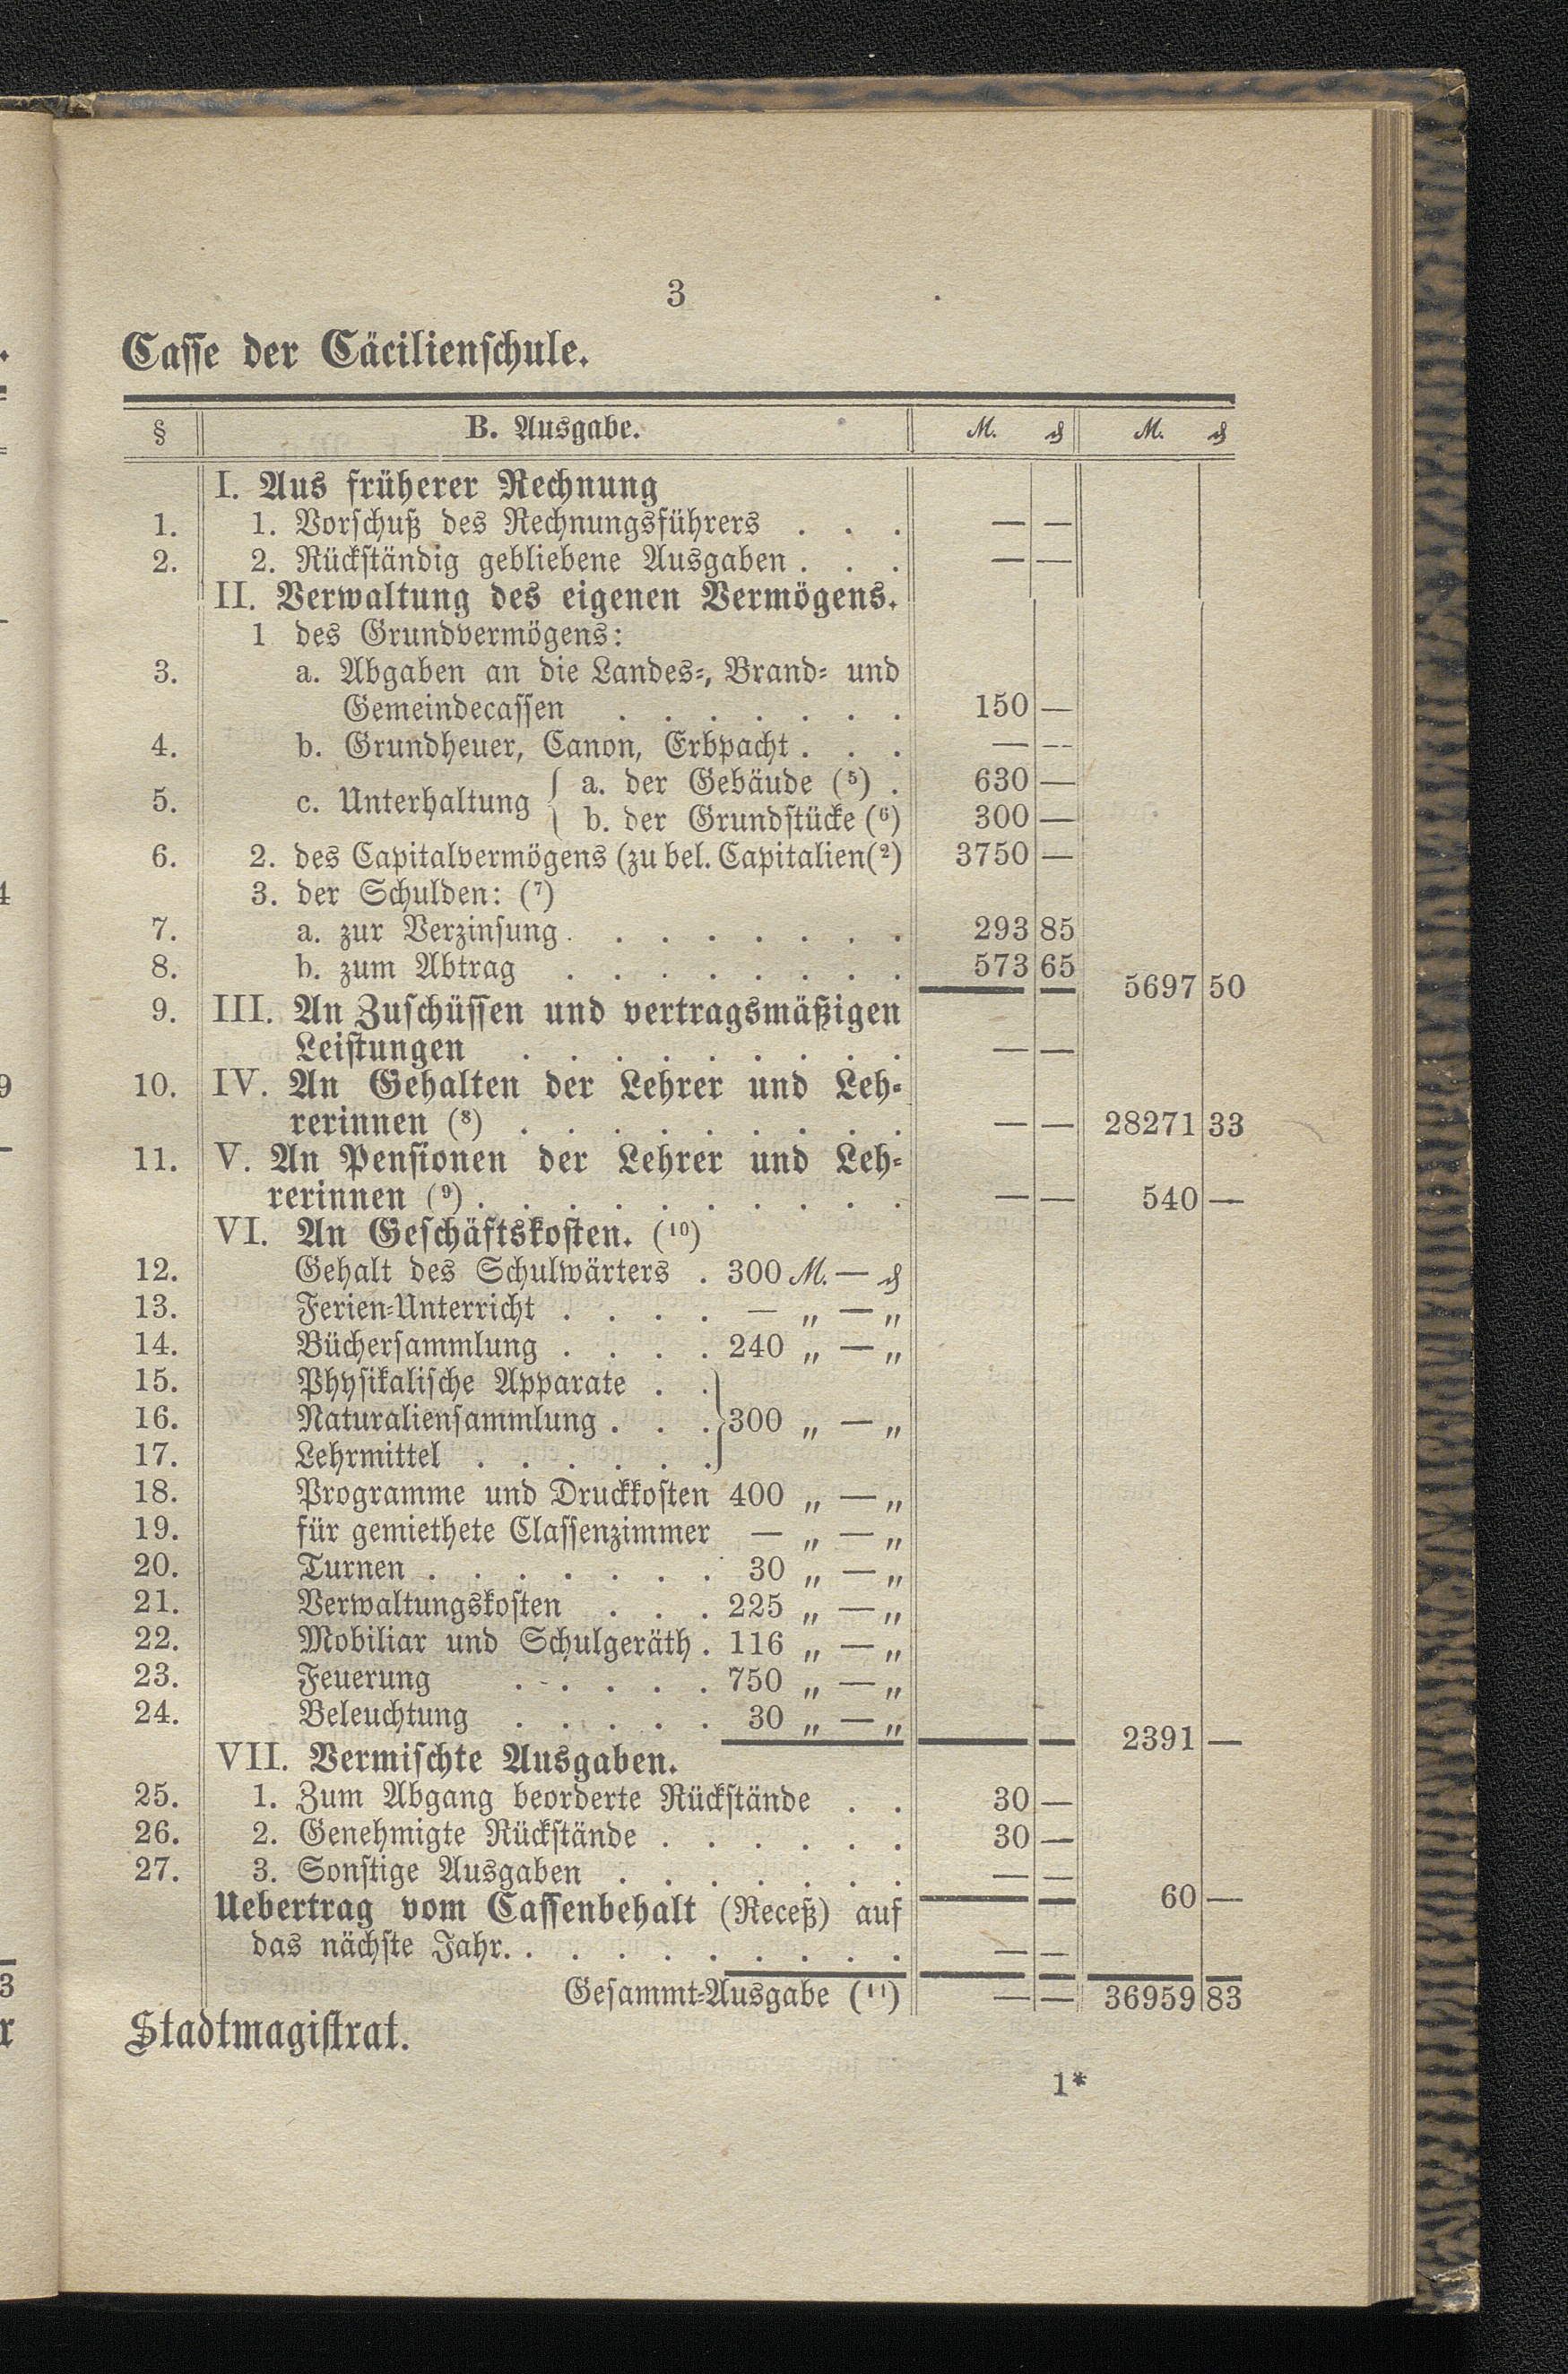 3
Casse der Cäcilienschule.
§ B. Ausgabe. M. ₰ M. ₰
I. Aus früherer Rechnung
1. 1. Vorschuß des Rechnungsführers . . . — —
2. 2. Rückständig gebliebene Ausgaben . . . — —
II. Verwaltung des eigenen Vermögens.
1 des Grundvermögens:
3. a. Abgaben an die Landes-, Brand- und
Gemeindecassen . . . . . . . 150 —
4. b. Grundheuer, Canon, Erbpacht . . . — —
5. c. Unterhaltung { a. der Gebäude (⁵) . 630 —
b. der Grundstücke (⁶) 300 —
6. 2. des Capitalvermögens (zu bel. Capitalien(²) 3750 —
3. der Schulden: (⁷)
7. a. zur Verzinsung . . . . . . . . 293 85
8. b. zum Abtrag . . . . . . . . 573 65 5697 50
9. III. An Zuschüssen und vertragsmäßigen
Leistungen . . . . . . . . . — —
10. IV. An Gehalten der Lehrer und Leh-
rerinnen (⁸) . . . . . . . . . — — 28271 33
11. V. An Pensionen der Lehrer und Leh-
rerinnen (⁹) . . . . . . . . . . — — 540 —
VI. An Geschäftskosten. (¹⁰)
12. Gehalt des Schulwärters . 300 M. — ₰
13. Ferien-Unterricht . . . . — „ — „
14. Büchersammlung . . . . 240 „ — „
15. Physikalische Apparate . .
16. Naturaliensammlung . . . } 300 „ — „
17. Lehrmittel . . . . . .
18. Programme und Druckkosten 400 „ — „
19. für gemiethete Classenzimmer — „ — „
20. Turnen . . . . . . . 30 „ — „
21. Verwaltungskosten . . . 225 „ — „
22. Mobiliar und Schulgeräth . 116 „ — „
23. Feuerung . . . . . 750 „ — „
24. Beleuchtung . . . . . 30 „ — „ 2391 —
VII. Vermischte Ausgaben.
25. 1. Zum Abgang beorderte Rückstände . . 30 —
26. 2. Genehmigte Rückstände . . . . . . 30 —
27. 3. Sonstige Ausgaben . . . . . . . — — 60 —
Uebertrag vom Cassenbehalt (Receß) auf
das nächste Jahr. . . . . . . . . . — —
Gesammt-Ausgabe (¹¹) — — 36959 83
Stadtmagistrat.
1*